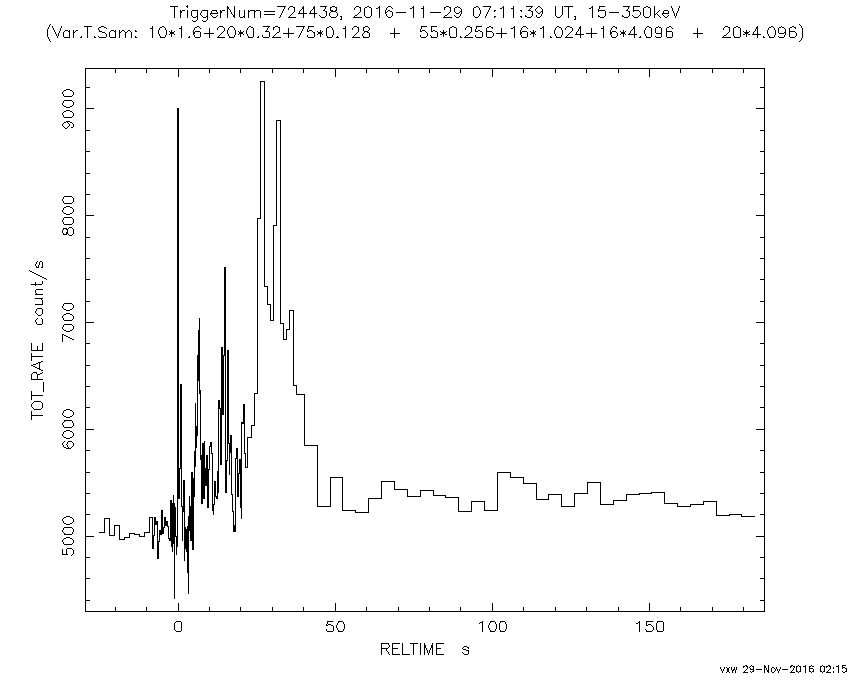 TriggerNum=724438, 2016-11-29 07:11:39 UT, 15-350keV
(Var.T.Sam: 10*1.6+20*0.32+75*0.128 + 55*0.256+16*1.024+16*4.096 + 20*4.096)
9000
8000
7000
6000
5000
TOT_RATE count/s
0 50 100 150
RELTIME s
vxw 29-Nov-2016 02:15